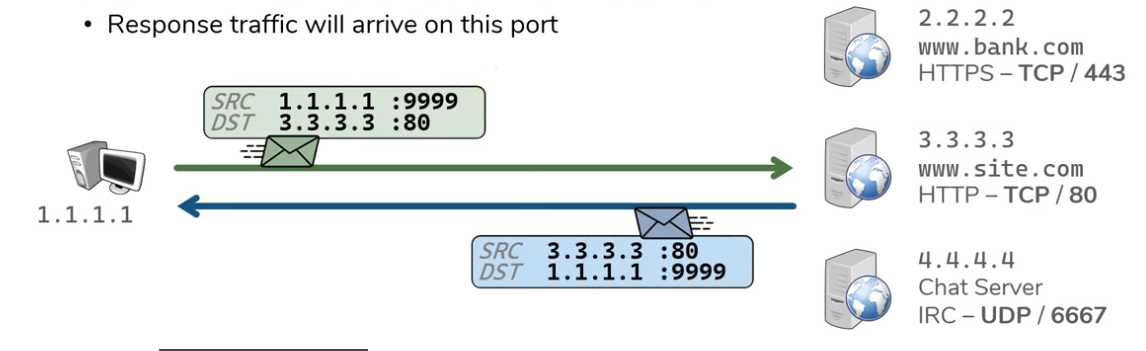 • Response traffic will arrive on this port
SRC 1.1.1.1 :9999
DST 3.3.3.3 :80
1.1.1.1
SRC 3.3.3.3 :80
DST 1.1.1.1 :9999
2.2.2.2
www.bank.com
HTTPS – TCP / 443
3.3.3.3
www.site.com
HTTP – TCP / 80
4.4.4.4
Chat Server
IRC – UDP / 6667